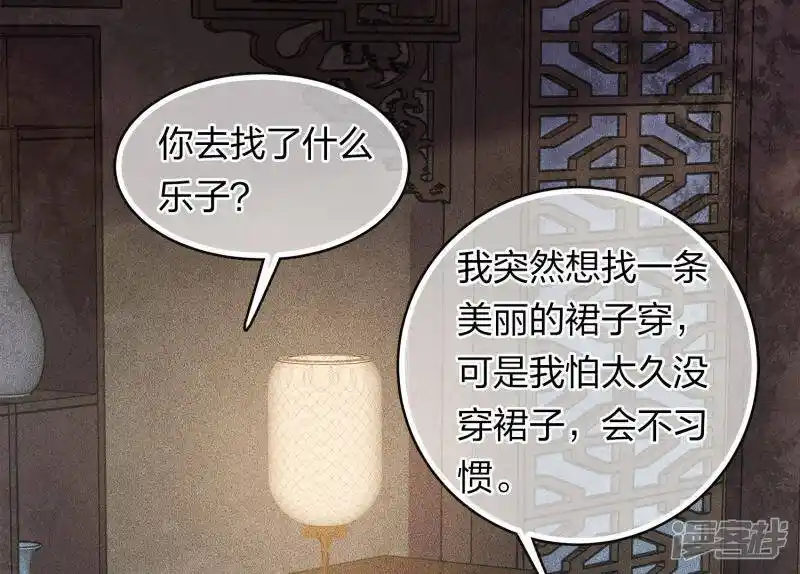 你去找了什么
乐子?
我突然想找一条
美丽的裙子穿，
可是我怕太久没
穿裙子，会不习
惯。
漫客栈